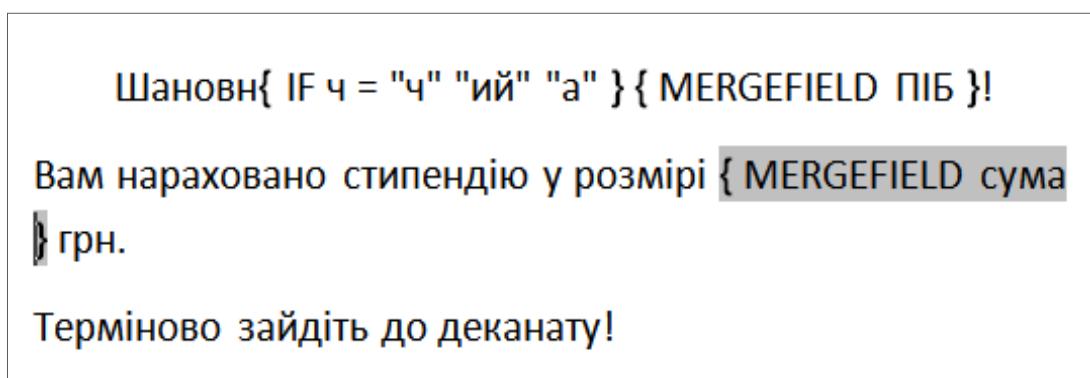 Шановн{ IF ч = "ч" "ий" "а" } { MERGEFIELD ПІБ }!
Вам нараховано стипендію у розмірі { MERGEFIELD сума
} грн.
Терміново зайдіть до деканату!